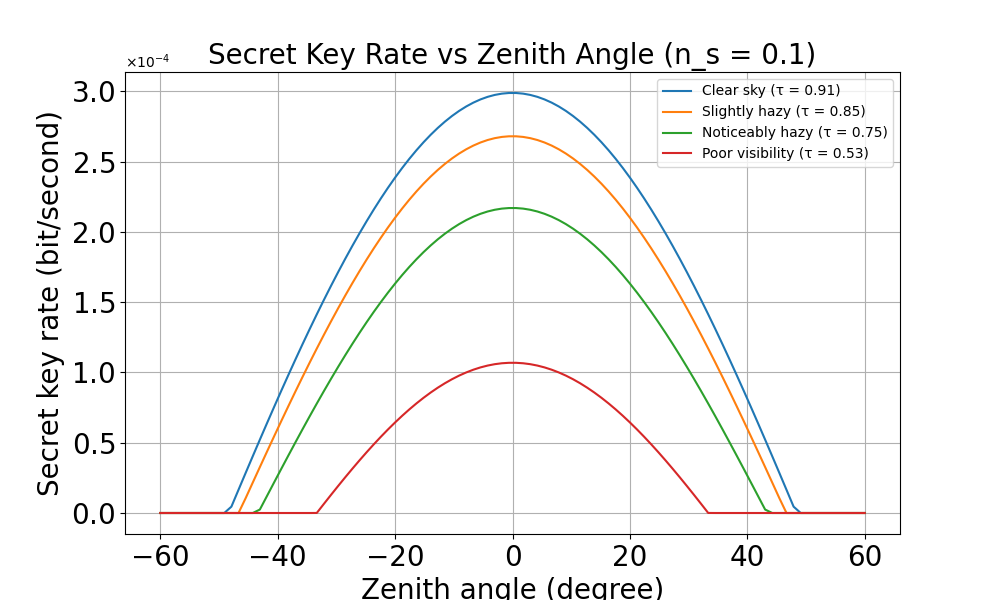 Secret Key Rate vs Zenith Angle (n_s = 0.1)
×10⁻⁴
Clear sky (τ = 0.91)
Slightly hazy (τ = 0.85)
Noticeably hazy (τ = 0.75)
Poor visibility (τ = 0.53)
Secret key rate (bit/second)
3.0
2.5
2.0
1.5
1.0
0.5
0.0
−60 −40 −20 0 20 40 60
Zenith angle (degree)